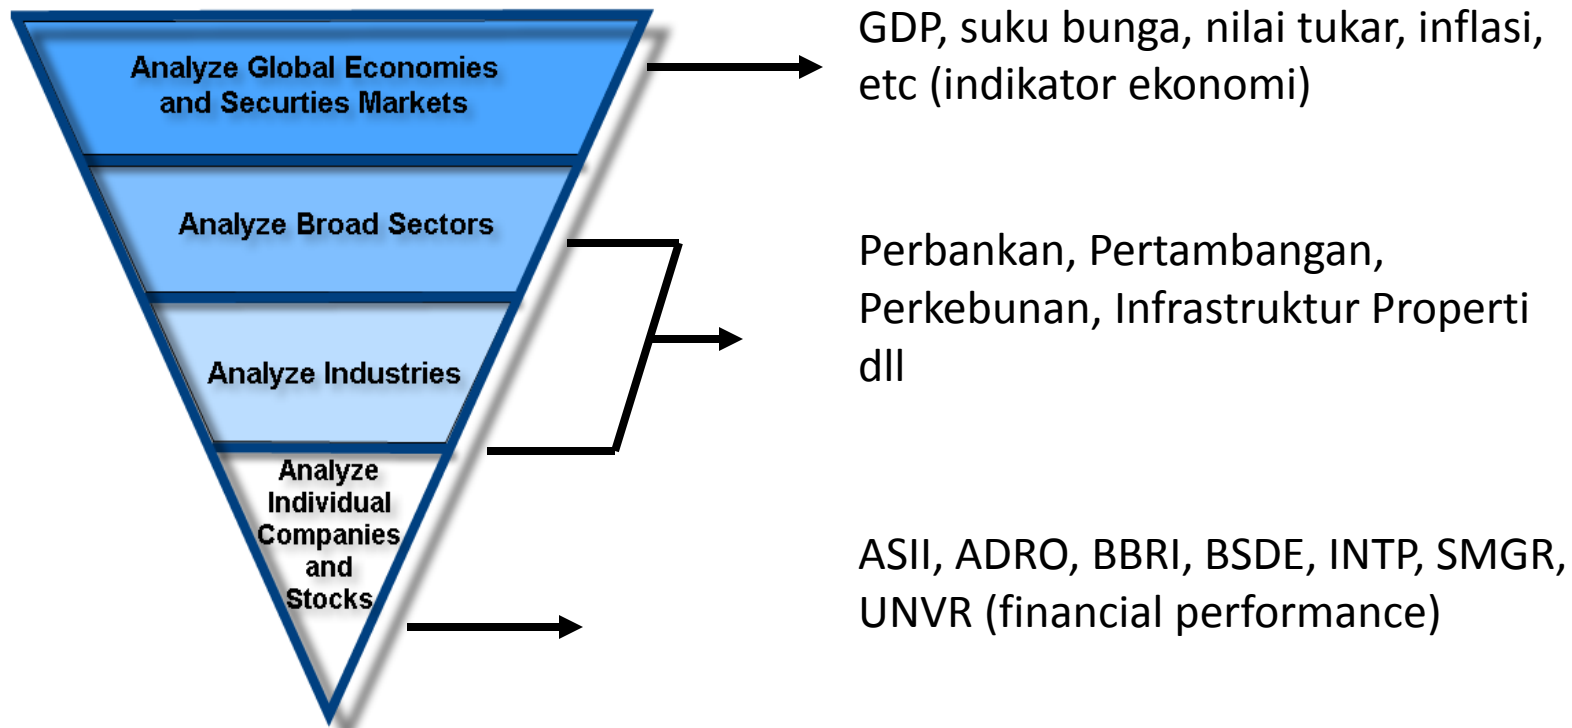 Analyze Global Economies
and Securties Markets
GDP, suku bunga, nilai tukar, inflasi,
etc (indikator ekonomi)
Analyze Broad Sectors
Analyze Industries
Perbankan, Pertambangan,
Perkebunan, Infrastruktur Properti
dll
Analyze
Individual
Companies
and
Stocks
ASII, ADRO, BBRI, BSDE, INTP, SMGR,
UNVR (financial performance)